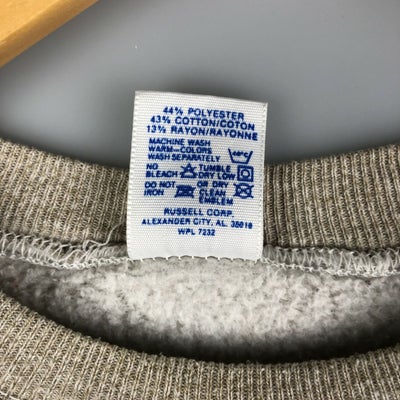 44% POLYESTER
43% COTTON/COTON
13% RAYON/RAYONNE
MACHINE WASH
WARM-COLORS
WASH SEPARATELY
NO BLEACH TUMBLE DRY LOW
DO NOT IRON OR DRY CLEAN EMBLEM
RUSSELL CORP.
ALEXANDER CITY, AL. 35010
WPL 7232